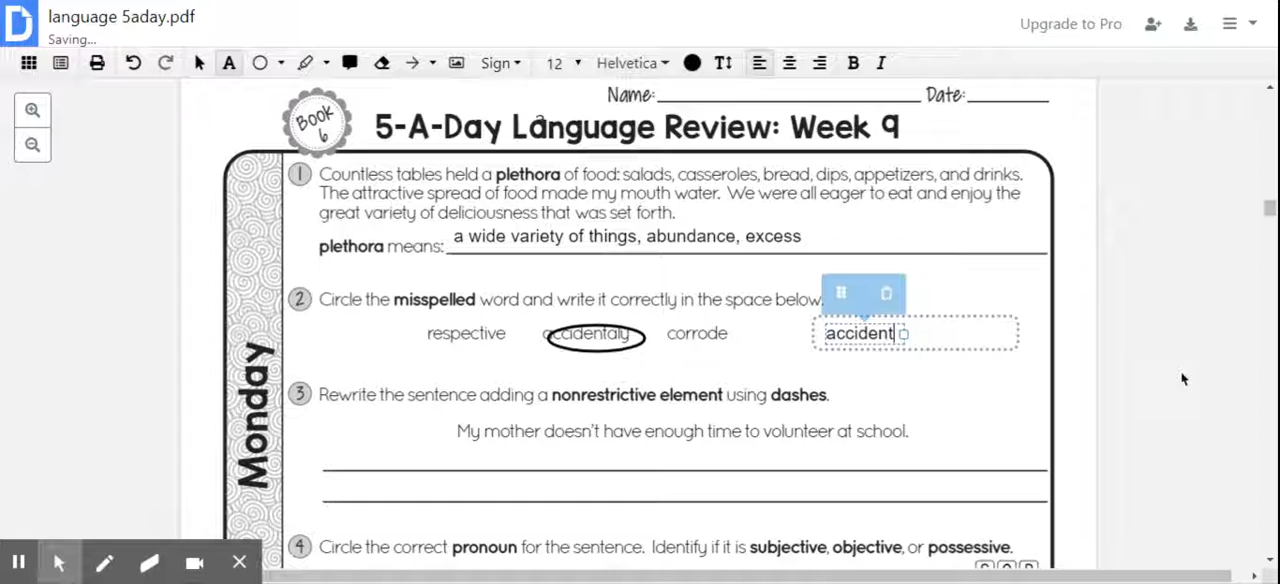 language 5aday.pdf
Saving...
Upgrade to Pro
A
Sign
12
Helvetica
B I
Name: Date:
Book 6
5-A-Day Language Review: Week 9
Monday
1 Countless tables held a plethora of food: salads, casseroles, bread, dips, appetizers, and drinks.
The attractive spread of food made my mouth water. We were all eager to eat and enjoy the
great variety of deliciousness that was set forth.
plethora means: a wide variety of things, abundance, excess
2 Circle the misspelled word and write it correctly in the space below.
respective accidentaly corrode accident
3 Rewrite the sentence adding a nonrestrictive element using dashes.
My mother doesn't have enough time to volunteer at school.
4 Circle the correct pronoun for the sentence. Identify if it is subjective, objective, or possessive.